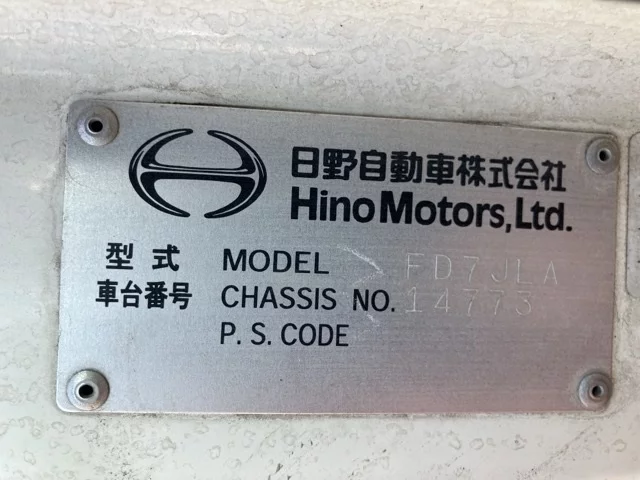 日野自動車株式会社
Hino Motors, Ltd.
型式 MODEL FD7JLA
車台番号 CHASSIS NO. 14773
P.S.CODE